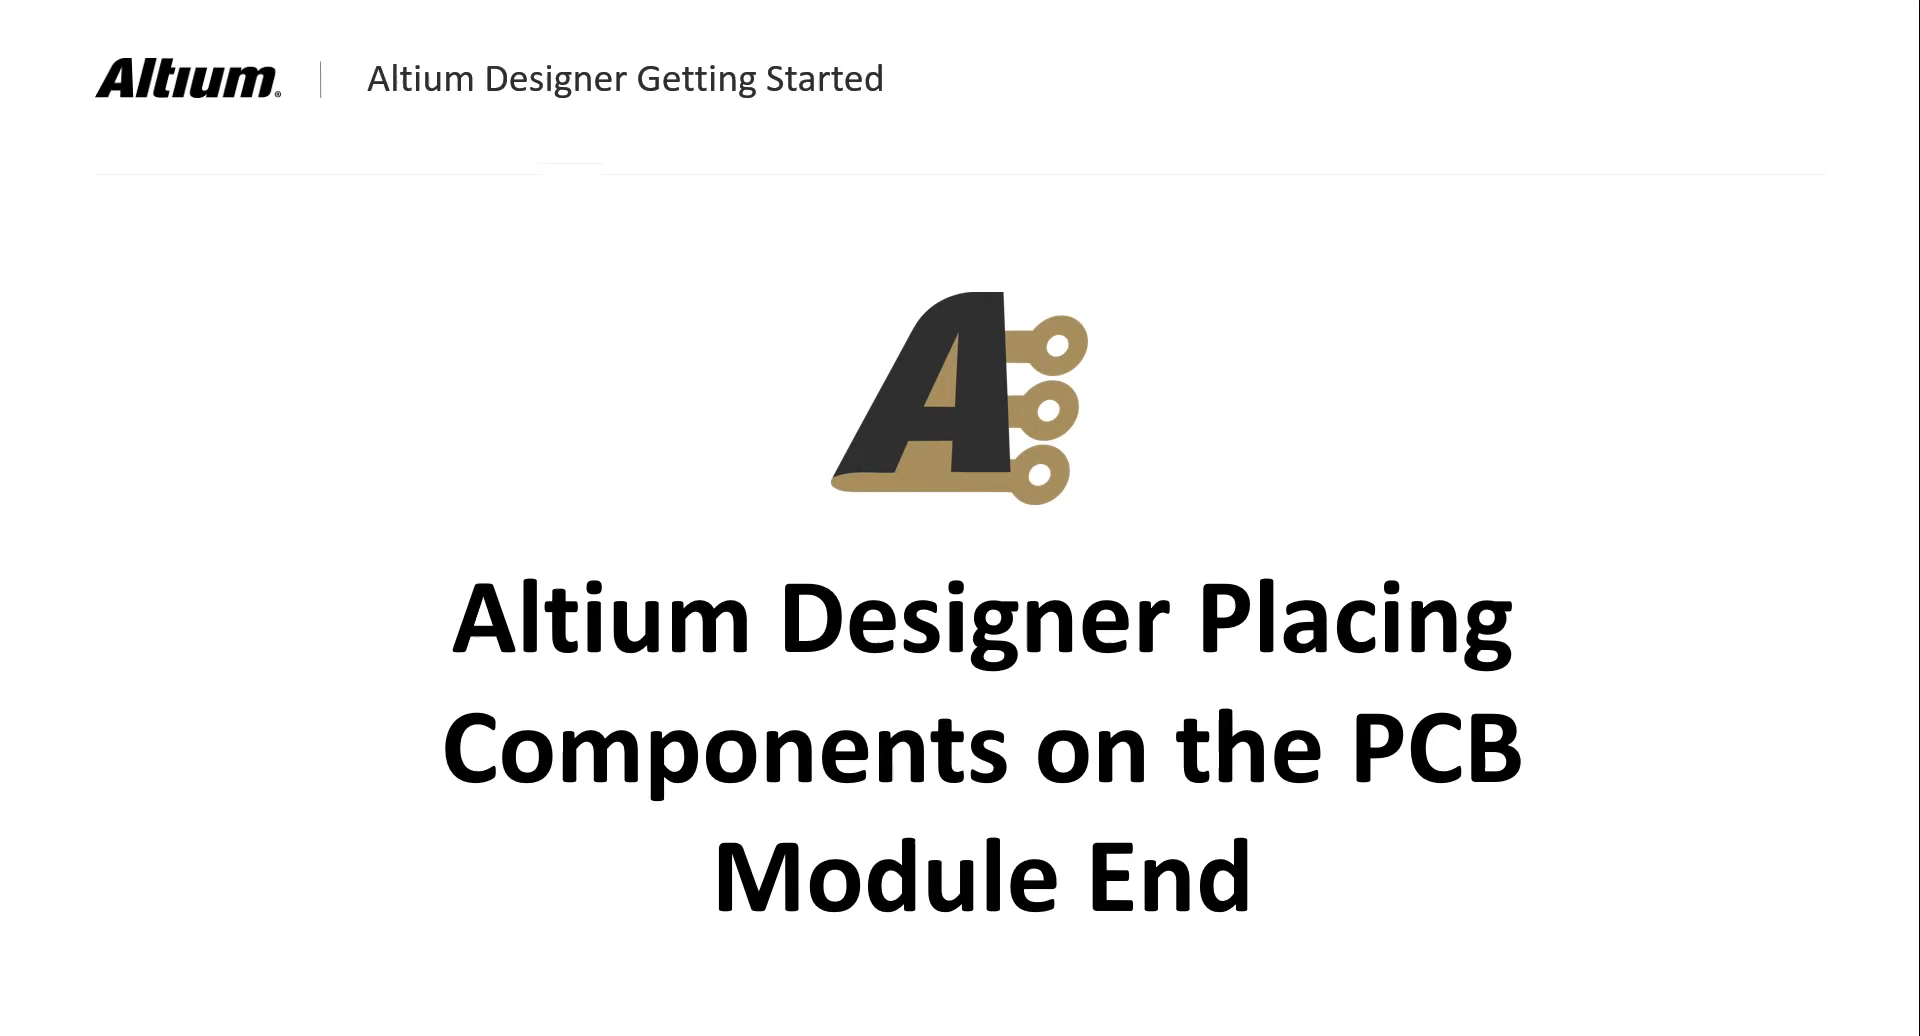 Altium®
Altium Designer Getting Started
Altium Designer Placing
Components on the PCB
Module End